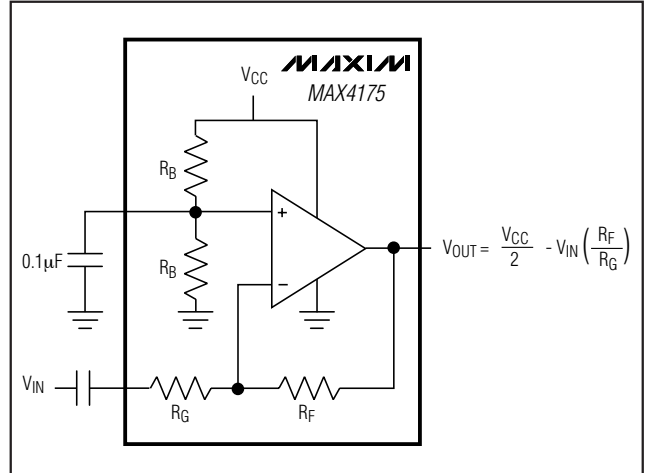 MAXIM
MAX4175
VCC
RB
+
0.1μF
RB
−
VOUT = VCC/2 - VIN (RF/RG)
VIN
RG
RF